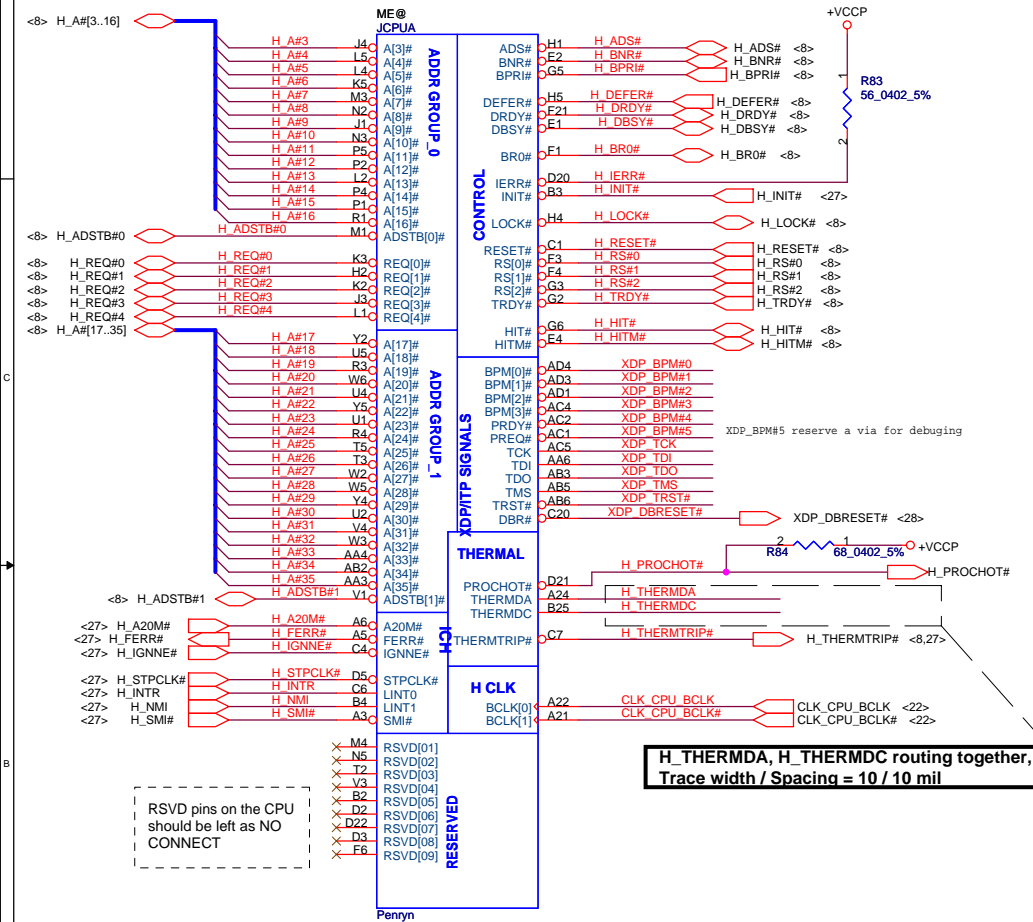 ME@
JCPUA
+VCCP
<8> H_A#[3..16]
H_A#3 J4 A[3]#
H_A#4 L5 A[4]#
H_A#5 L4 A[5]#
H_A#6 K5 A[6]#
H_A#7 M3 A[7]#
H_A#8 N2 A[8]#
H_A#9 J1 A[9]#
H_A#10 N3 A[10]#
H_A#11 P5 A[11]#
H_A#12 P2 A[12]#
H_A#13 L2 A[13]#
H_A#14 P4 A[14]#
H_A#15 P1 A[15]#
H_A#16 R1 A[16]#
<8> H_ADSTB#0 H_ADSTB#0 M1 ADSTB[0]#
<8> H_REQ#0 H_REQ#0 K3 REQ[0]#
<8> H_REQ#1 H_REQ#1 H2 REQ[1]#
<8> H_REQ#2 H_REQ#2 K2 REQ[2]#
<8> H_REQ#3 H_REQ#3 J3 REQ[3]#
<8> H_REQ#4 H_REQ#4 L1 REQ[4]#
ADDR GROUP_0
<8> H_A#[17..35]
H_A#17 Y2 A[17]#
H_A#18 U5 A[18]#
H_A#19 R3 A[19]#
H_A#20 W6 A[20]#
H_A#21 U4 A[21]#
H_A#22 Y5 A[22]#
H_A#23 U1 A[23]#
H_A#24 R4 A[24]#
H_A#25 T5 A[25]#
H_A#26 T3 A[26]#
H_A#27 W2 A[27]#
H_A#28 W5 A[28]#
H_A#29 Y4 A[29]#
H_A#30 U2 A[30]#
H_A#31 V4 A[31]#
H_A#32 W3 A[32]#
H_A#33 AA4 A[33]#
H_A#34 AB2 A[34]#
H_A#35 AA3 A[35]#
<8> H_ADSTB#1 H_ADSTB#1 V1 ADSTB[1]#
ADDR GROUP_1
<27> H_A20M# H_A20M# A6 A20M#
<27> H_FERR# H_FERR# A5 FERR#
<27> H_IGNNE# H_IGNNE# C4 IGNNE#
ICH
<27> H_STPCLK# H_STPCLK# D5 STPCLK#
<27> H_INTR H_INTR C6 LINT0
<27> H_NMI H_NMI B4 LINT1
<27> H_SMI# H_SMI# A3 SMI#
M4 RSVD[01]
N5 RSVD[02]
T2 RSVD[03]
V3 RSVD[04]
B2 RSVD[05]
D2 RSVD[06]
D22 RSVD[07]
D3 RSVD[08]
F6 RSVD[09]
RESERVED
RSVD pins on the CPU
should be left as NO
CONNECT
Penryn
ADS# H1 H_ADS# H_ADS# <8>
BNR# E2 H_BNR# H_BNR# <8>
BPRI# G5 H_BPRI# H_BPRI# <8>
DEFER# H5 H_DEFER# H_DEFER# <8>
DRDY# F21 H_DRDY# H_DRDY# <8>
DBSY# E1 H_DBSY# H_DBSY# <8>
BR0# F1 H_BR0# H_BR0# <8>
IERR# D20 H_IERR#
INIT# B3 H_INIT# H_INIT# <27>
LOCK# H4 H_LOCK# H_LOCK# <8>
RESET# C1 H_RESET# H_RESET# <8>
RS[0]# F3 H_RS#0 H_RS#0 <8>
RS[1]# F4 H_RS#1 H_RS#1 <8>
RS[2]# G3 H_RS#2 H_RS#2 <8>
TRDY# G2 H_TRDY# H_TRDY# <8>
HIT# G6 H_HIT# H_HIT# <8>
HITM# E4 H_HITM# H_HITM# <8>
CONTROL
1
R83
56_0402_5%
2
BPM[0]# AD4 XDP_BPM#0
BPM[1]# AD3 XDP_BPM#1
BPM[2]# AD1 XDP_BPM#2
BPM[3]# AC4 XDP_BPM#3
PRDY# AC2 XDP_BPM#4
PREQ# AC1 XDP_BPM#5
TCK AC5 XDP_TCK
TDI AA6 XDP_TDI
TDO AB3 XDP_TDO
TMS AB5 XDP_TMS
TRST# AB6 XDP_TRST#
DBR# C20 XDP_DBRESET# XDP_DBRESET# <28>
XDP/ITP SIGNALS
XDP_BPM#5 reserve a via for debuging
THERMAL
2 1 +VCCP
R84 68_0402_5%
PROCHOT# D21 H_PROCHOT# H_PROCHOT#
THERMDA A24 H_THERMDA
THERMDC B25 H_THERMDC
THERMTRIP# C7 H_THERMTRIP# H_THERMTRIP# <8,27>
H CLK
BCLK[0] A22 CLK_CPU_BCLK CLK_CPU_BCLK <22>
BCLK[1] A21 CLK_CPU_BCLK# CLK_CPU_BCLK# <22>
H_THERMDA, H_THERMDC routing together,
Trace width / Spacing = 10 / 10 mil
C
B